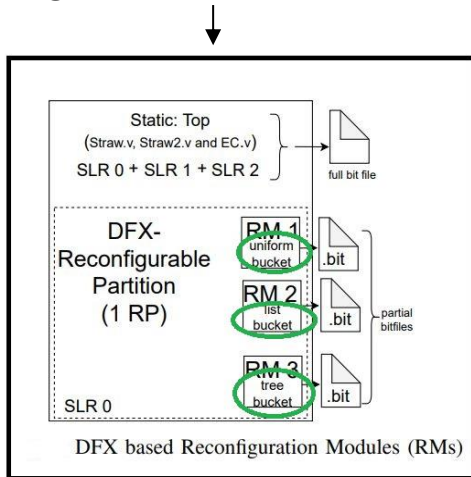 Static: Top
(Straw.v, Straw2.v and EC.v)
SLR 0 + SLR 1 + SLR 2
full bit file
DFX-
Reconfigurable
Partition
(1 RP)
RM 1
uniform
bucket
.bit
RM 2
list
bucket
.bit
RM 3
tree
bucket
.bit
partial
bitfiles
SLR 0
DFX based Reconfiguration Modules (RMs)